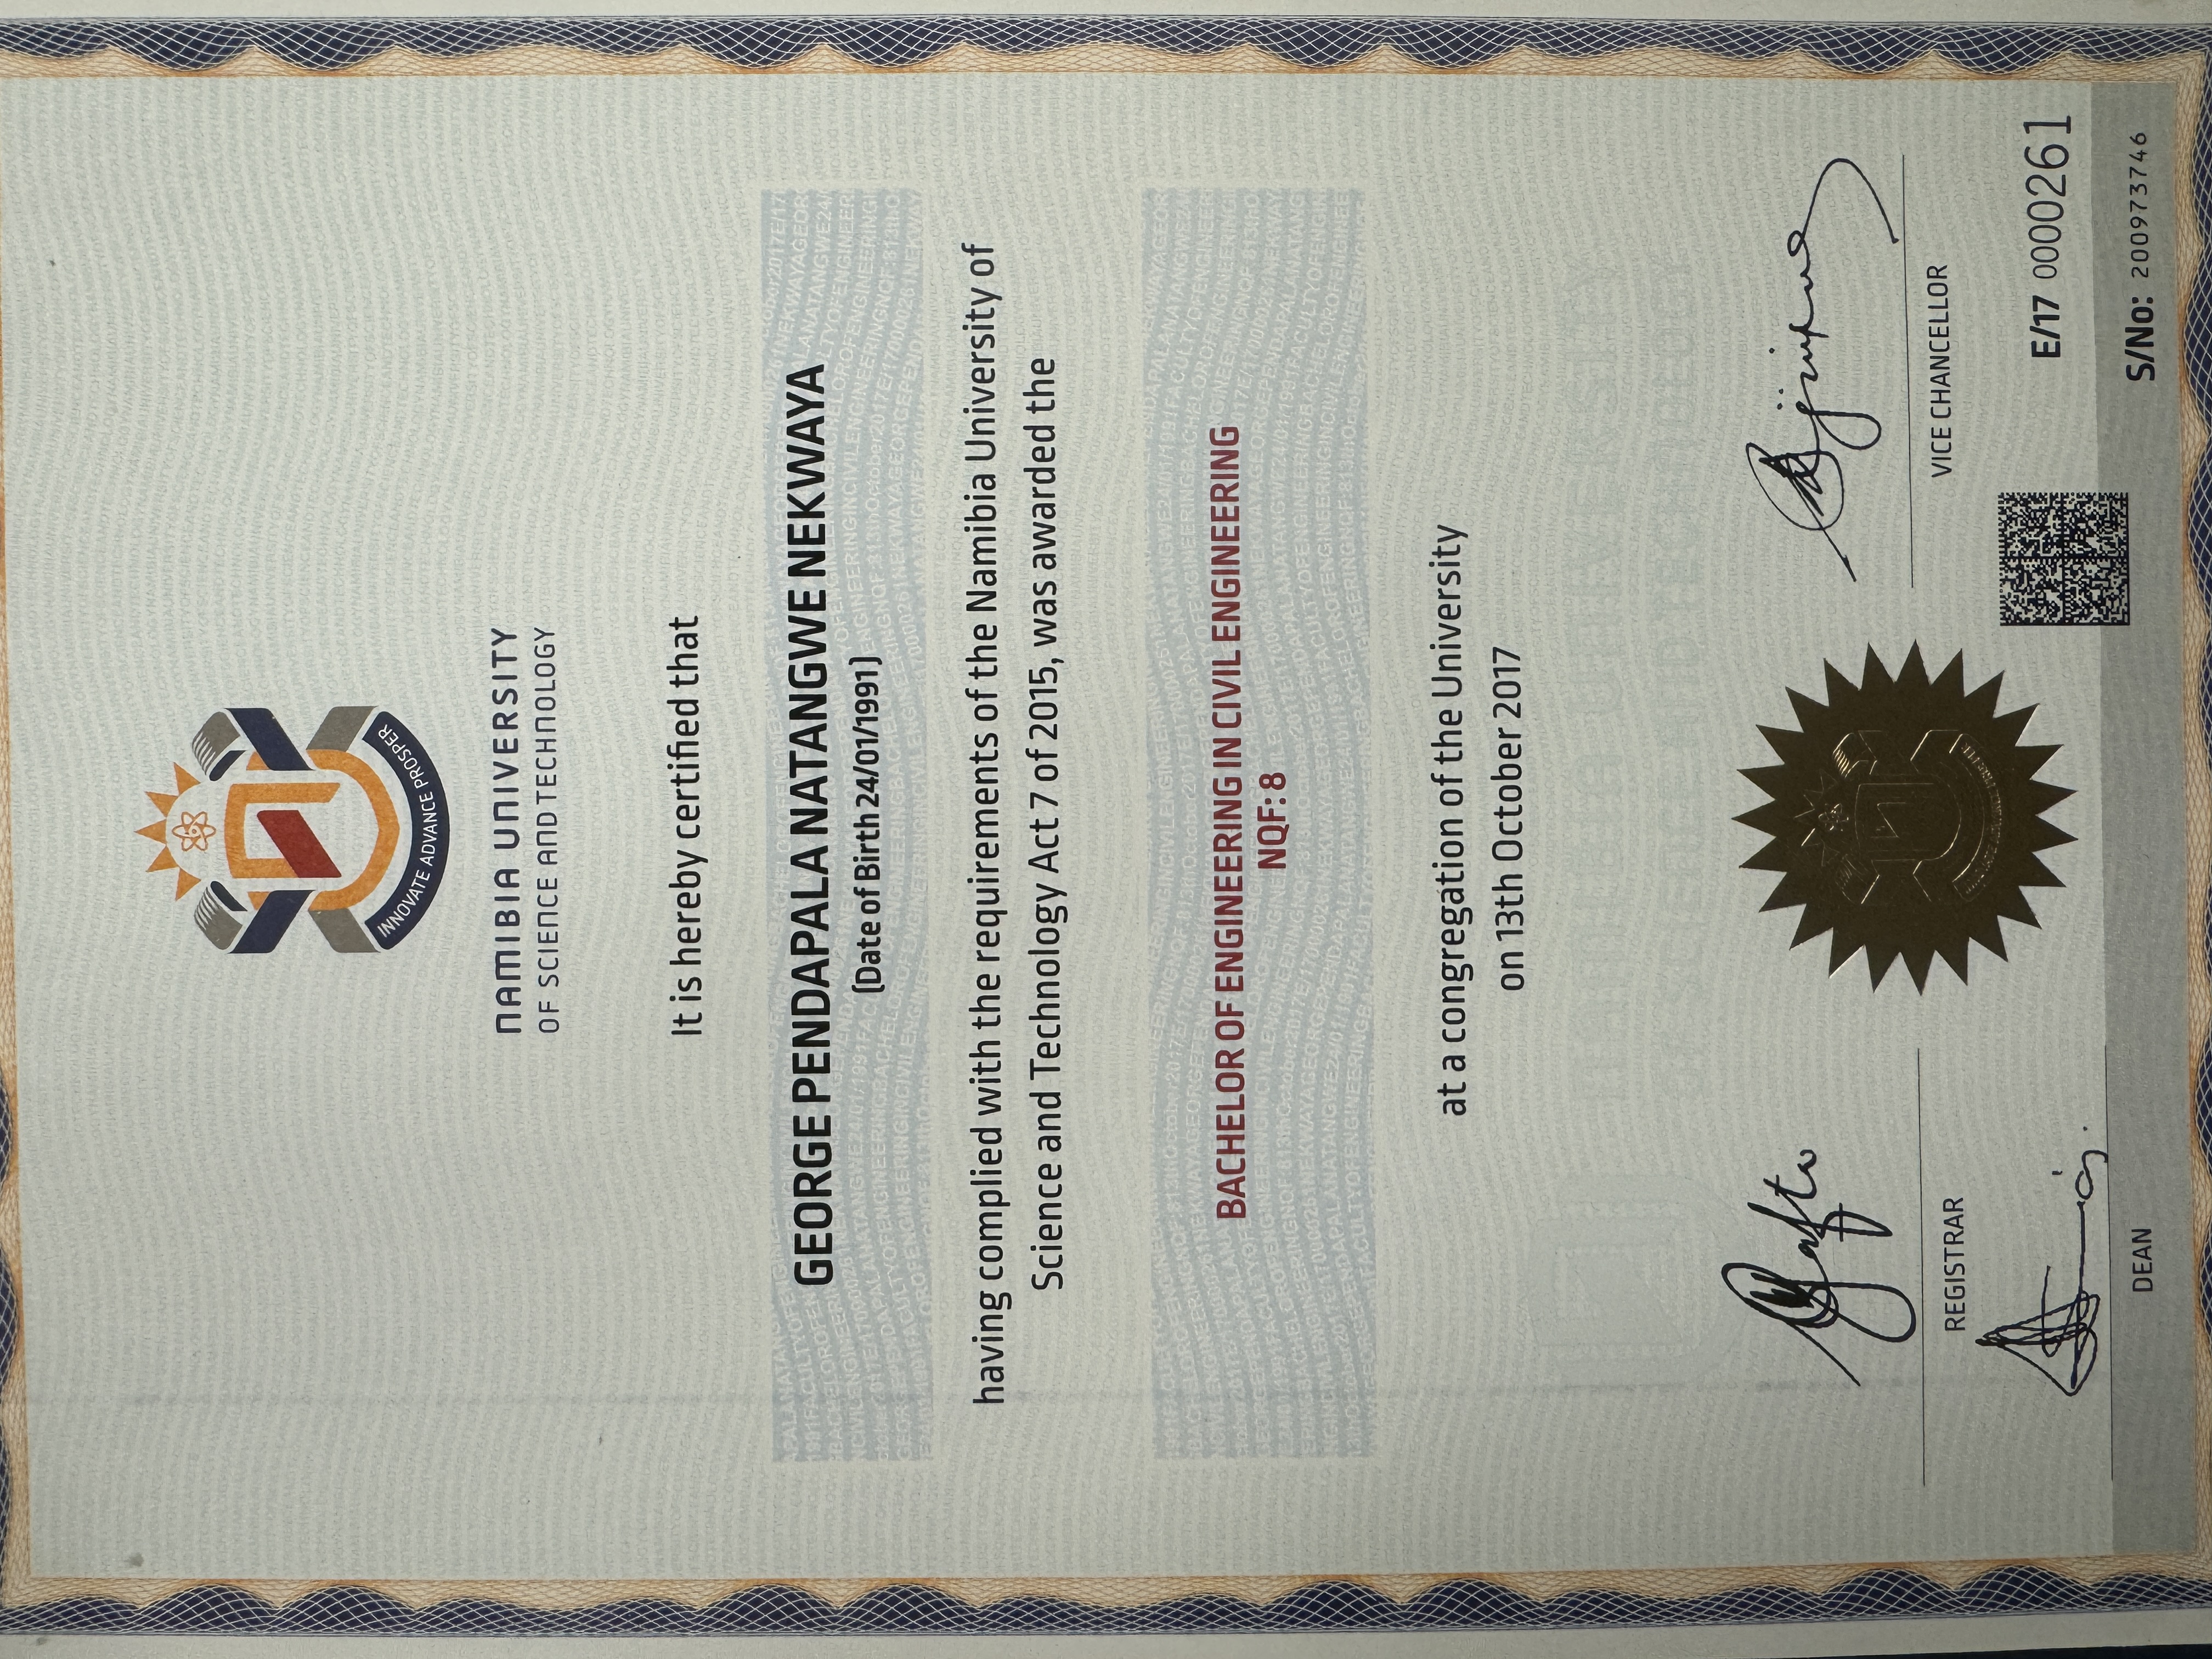 INNOVATE ADVANCE PROSPER
NAMIBIA UNIVERSITY
OF SCIENCE AND TECHNOLOGY
It is hereby certified that
GEORGE PENDAPALA NATANGWE NEKWAYA
(Date of Birth 24/01/1991)
having complied with the requirements of the Namibia University of
Science and Technology Act 7 of 2015, was awarded the
BACHELOR OF ENGINEERING IN CIVIL ENGINEERING
NQF: 8
at a congregation of the University
on 13th October 2017
REGISTRAR
VICE CHANCELLOR
DEAN
E/17 0000261
S/No: 200973746